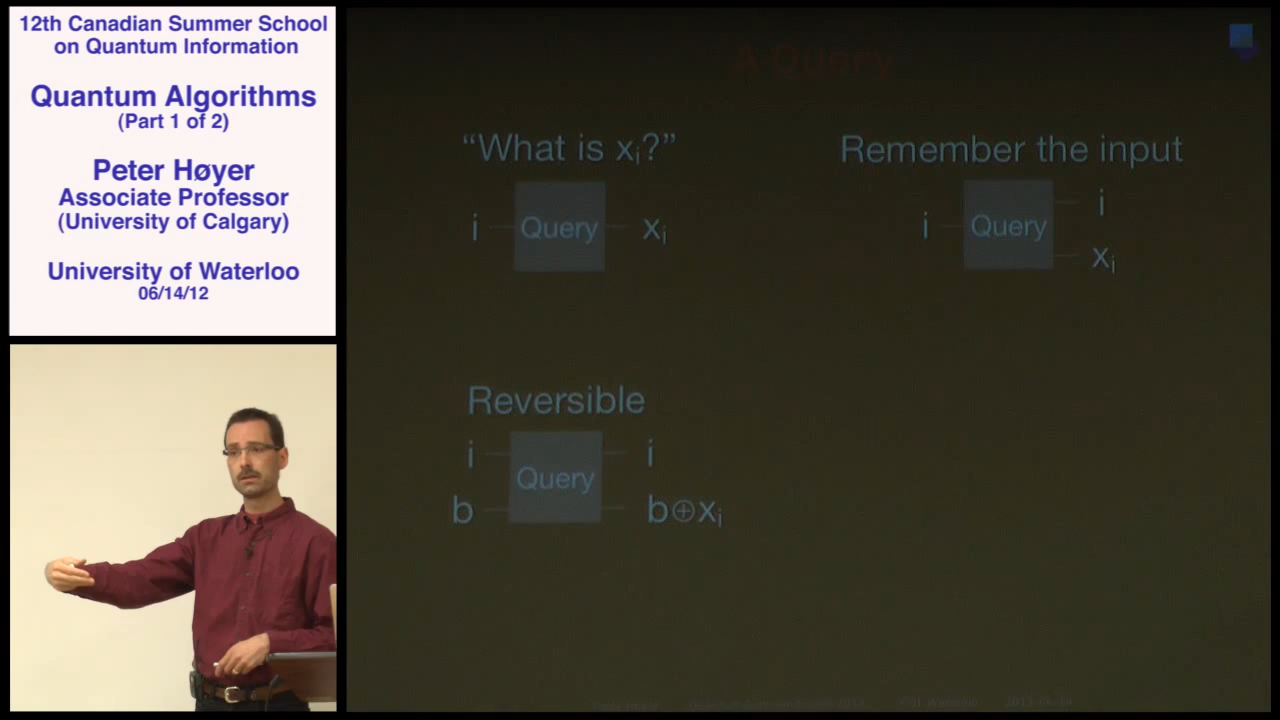 12th Canadian Summer School
on Quantum Information
Quantum Algorithms
(Part 1 of 2)
Peter Høyer
Associate Professor
(University of Calgary)
University of Waterloo
06/14/12
A Query
“What is xᵢ?”
i Query xᵢ
Remember the input
i Query i
xᵢ
Reversible
i Query i
b b⊕xᵢ